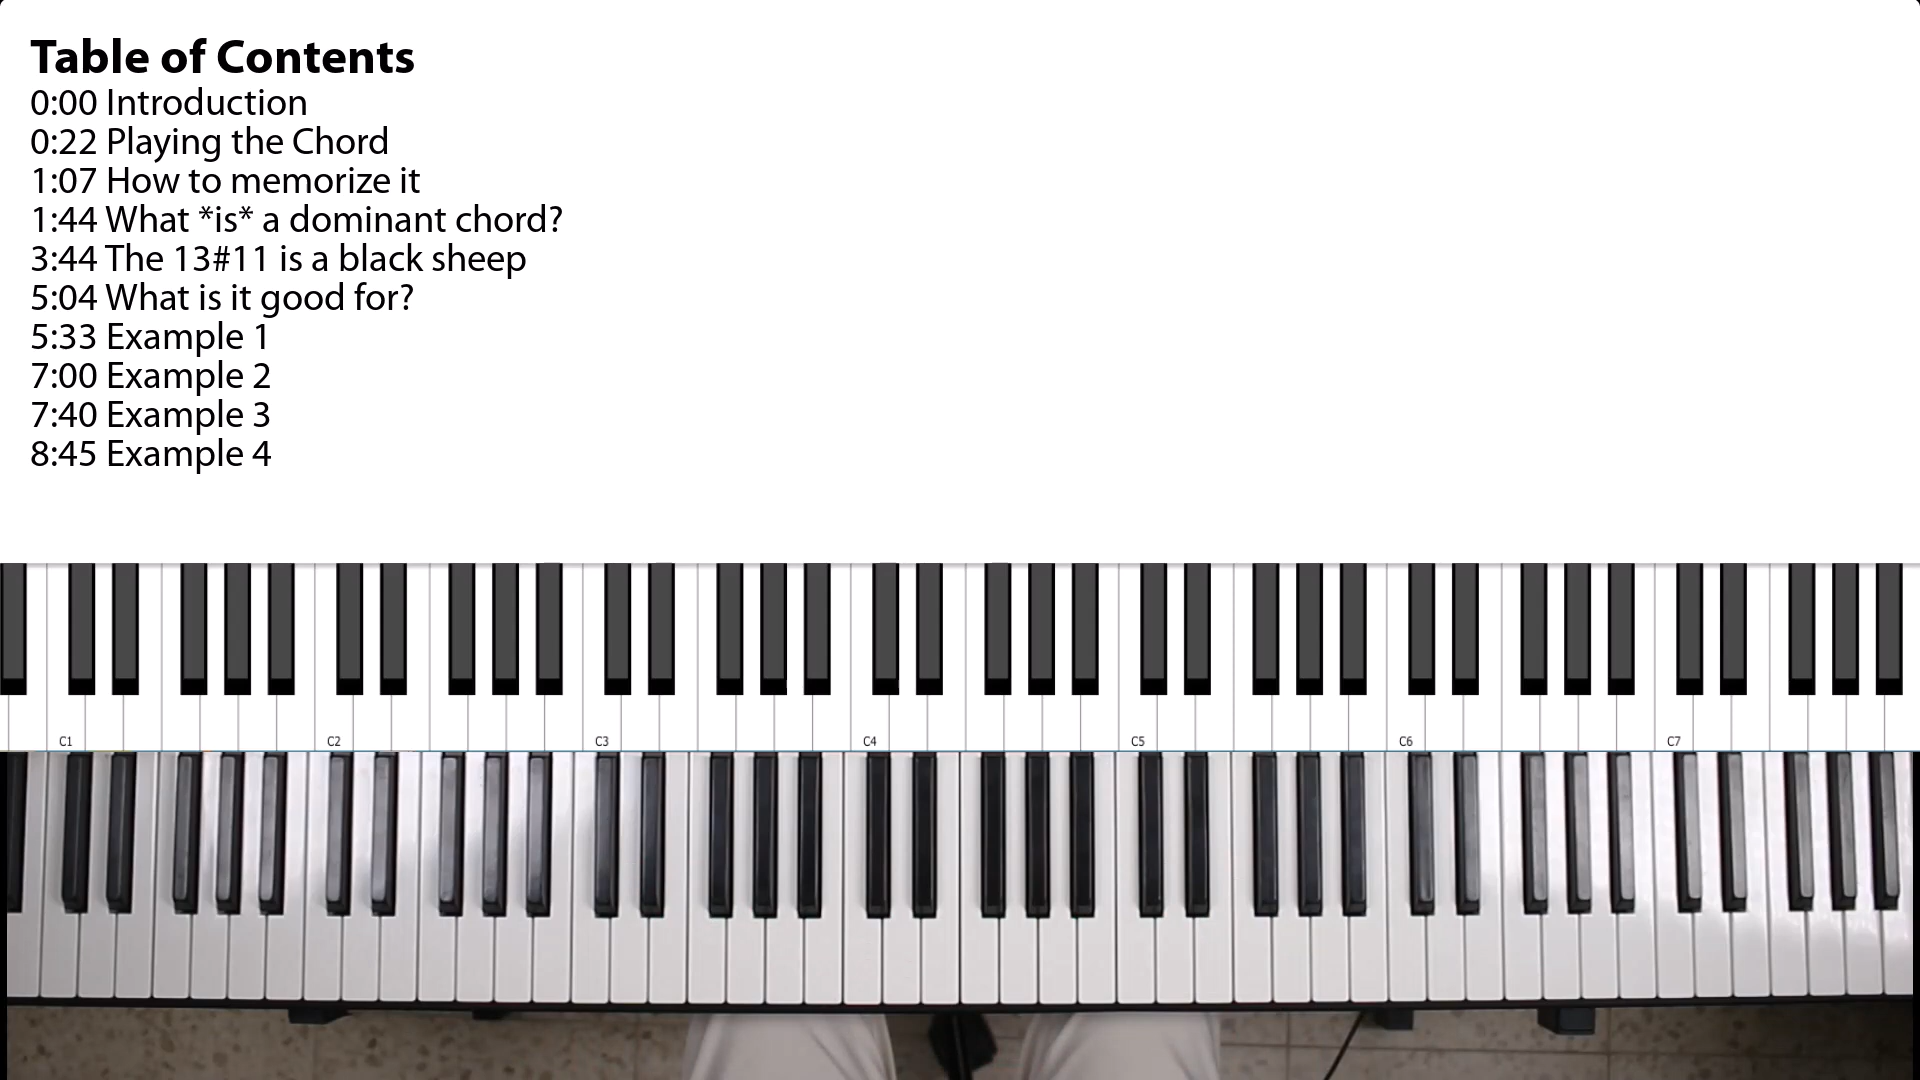 Table of Contents
0:00 Introduction
0:22 Playing the Chord
1:07 How to memorize it
1:44 What *is* a dominant chord?
3:44 The 13#11 is a black sheep
5:04 What is it good for?
5:33 Example 1
7:00 Example 2
7:40 Example 3
8:45 Example 4
C1 C2 C3 C4 C5 C6 C7